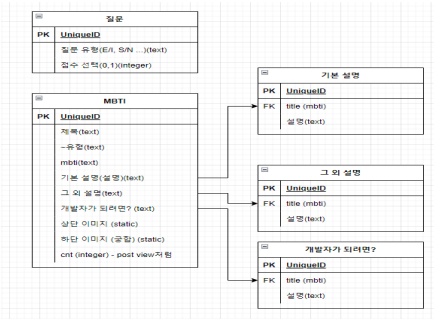 질문
PK UniqueID
질문 유형(E/I, S/N ...)(text)
점수 선택(0,1)(integer)
MBTI
PK UniqueID
제목(text)
~유형(text)
mbti(text)
기본 설명(설명)(text)
그 외 설명(text)
개발자가 되려면? (text)
상단 이미지 (static)
하단 이미지 (궁합) (static)
cnt (integer) - post view처럼
기본 설명
PK UniqueID
FK title (mbti)
설명(text)
그 외 설명
PK UniqueID
FK title (mbti)
설명(text)
개발자가 되려면?
PK UniqueID
FK title (mbti)
설명(text)